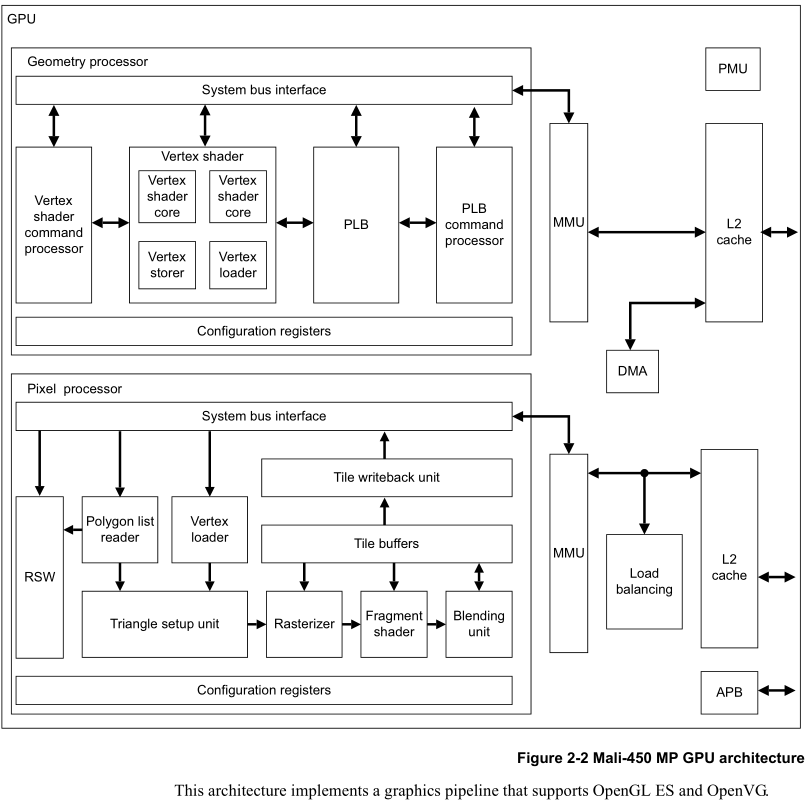 GPU
Geometry processor
System bus interface
Vertex
shader
command
processor
Vertex shader
Vertex
shader
core
Vertex
shader
core
Vertex
storer
Vertex
loader
PLB
PLB
command
processor
Configuration registers
MMU
PMU
L2
cache
DMA
Pixel processor
System bus interface
Tile writeback unit
RSW
Polygon list
reader
Vertex
loader
Tile buffers
Triangle setup unit
Rasterizer
Fragment
shader
Blending
unit
Configuration registers
MMU
Load
balancing
L2
cache
APB
Figure 2-2 Mali-450 MP GPU architecture
This architecture implements a graphics pipeline that supports OpenGL ES and OpenVG.